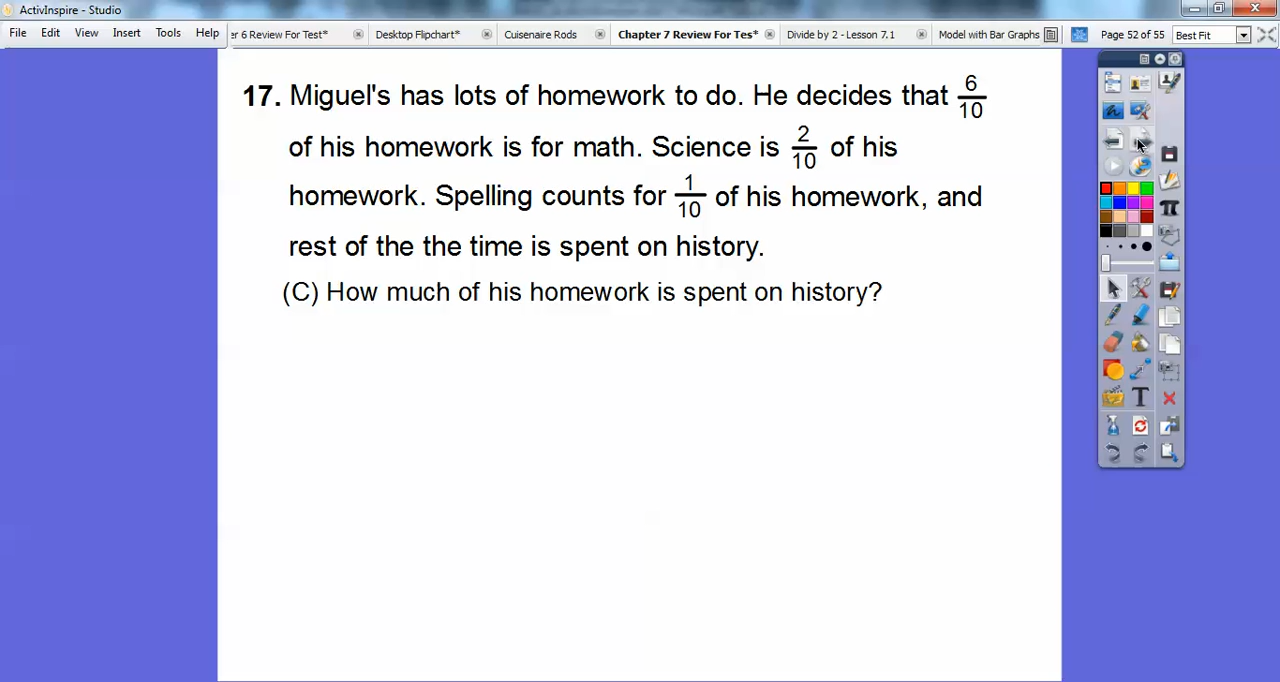 ActivInspire - Studio
File Edit View Insert Tools Help
er 6 Review For Test* Desktop Flipchart* Cuisenaire Rods Chapter 7 Review For Tes* Divide by 2 - Lesson 7.1 Model with Bar Graphs Page 52 of 55 Best Fit
17. Miguel's has lots of homework to do. He decides that 6/10
of his homework is for math. Science is 2/10 of his
homework. Spelling counts for 1/10 of his homework, and
rest of the the time is spent on history.
(C) How much of his homework is spent on history?